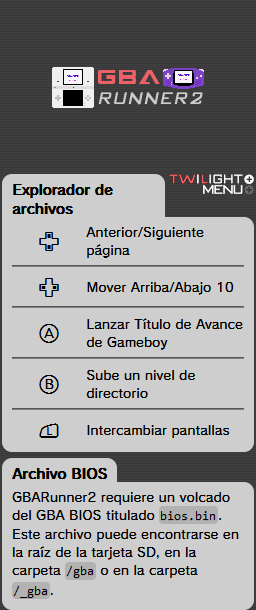 GBA
RUNNER2
TWiLIGHT
MENU++
Explorador de
archivos
Anterior/Siguiente
página
Mover Arriba/Abajo 10
A
Lanzar Título de Avance
de Gameboy
B
Sube un nivel de
directorio
L
Intercambiar pantallas
Archivo BIOS
GBARunner2 requiere un volcado
del GBA BIOS titulado bios.bin.
Este archivo puede encontrarse en
la raíz de la tarjeta SD, en la
carpeta /gba o en la carpeta
/_gba.